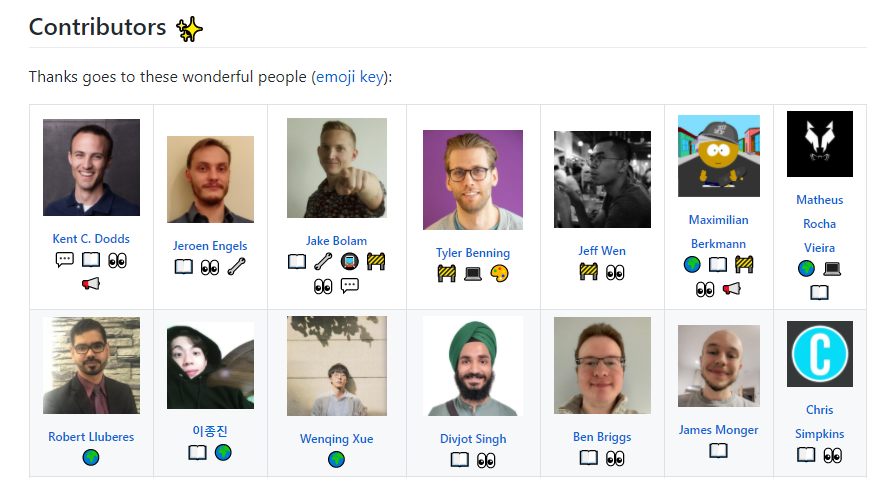 Contributors ✨
Thanks goes to these wonderful people (emoji key):
Kent C. Dodds
💬 📖 👀
📢
Jeroen Engels
📖 👀 🔧
Jake Bolam
📖 🔧 🚇 🚧
👀 💬
Tyler Benning
🚧 💻 🎨
Jeff Wen
🚧 👀
Maximilian
Berkmann
🌍 📖 🚧
👀 📢
Matheus
Rocha
Vieira
🌍 💻
📖
Robert Lluberes
🌍
이종진
📖 🌍
Wenqing Xue
🌍
Divjot Singh
📖 👀
Ben Briggs
📖 👀
James Monger
📖
C
Chris
Simpkins
📖 👀